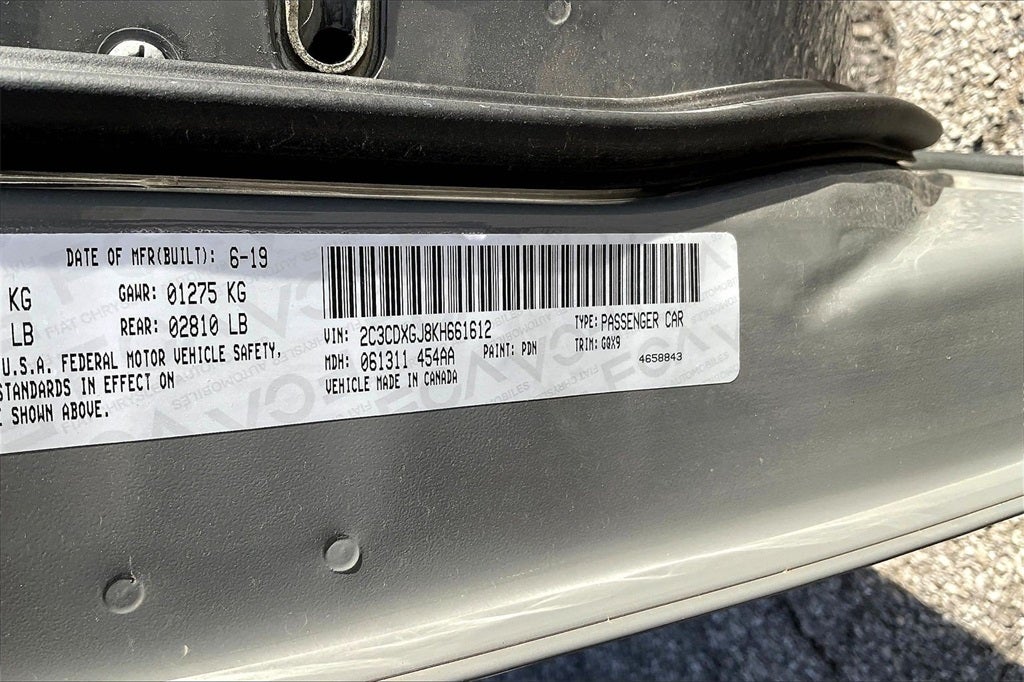 DATE OF MFR(BUILT): 6-19
KG GAWR: 01275 KG
LB REAR: 02810 LB
U.S.A. FEDERAL MOTOR VEHICLE SAFETY,
STANDARDS IN EFFECT ON
SHOWN ABOVE.
VIN: 2C3CDXGJ8KH661612 TYPE: PASSENGER CAR
MDH: 061311 454AA PAINT: PDN TRIM: GQX9
VEHICLE MADE IN CANADA 4658843